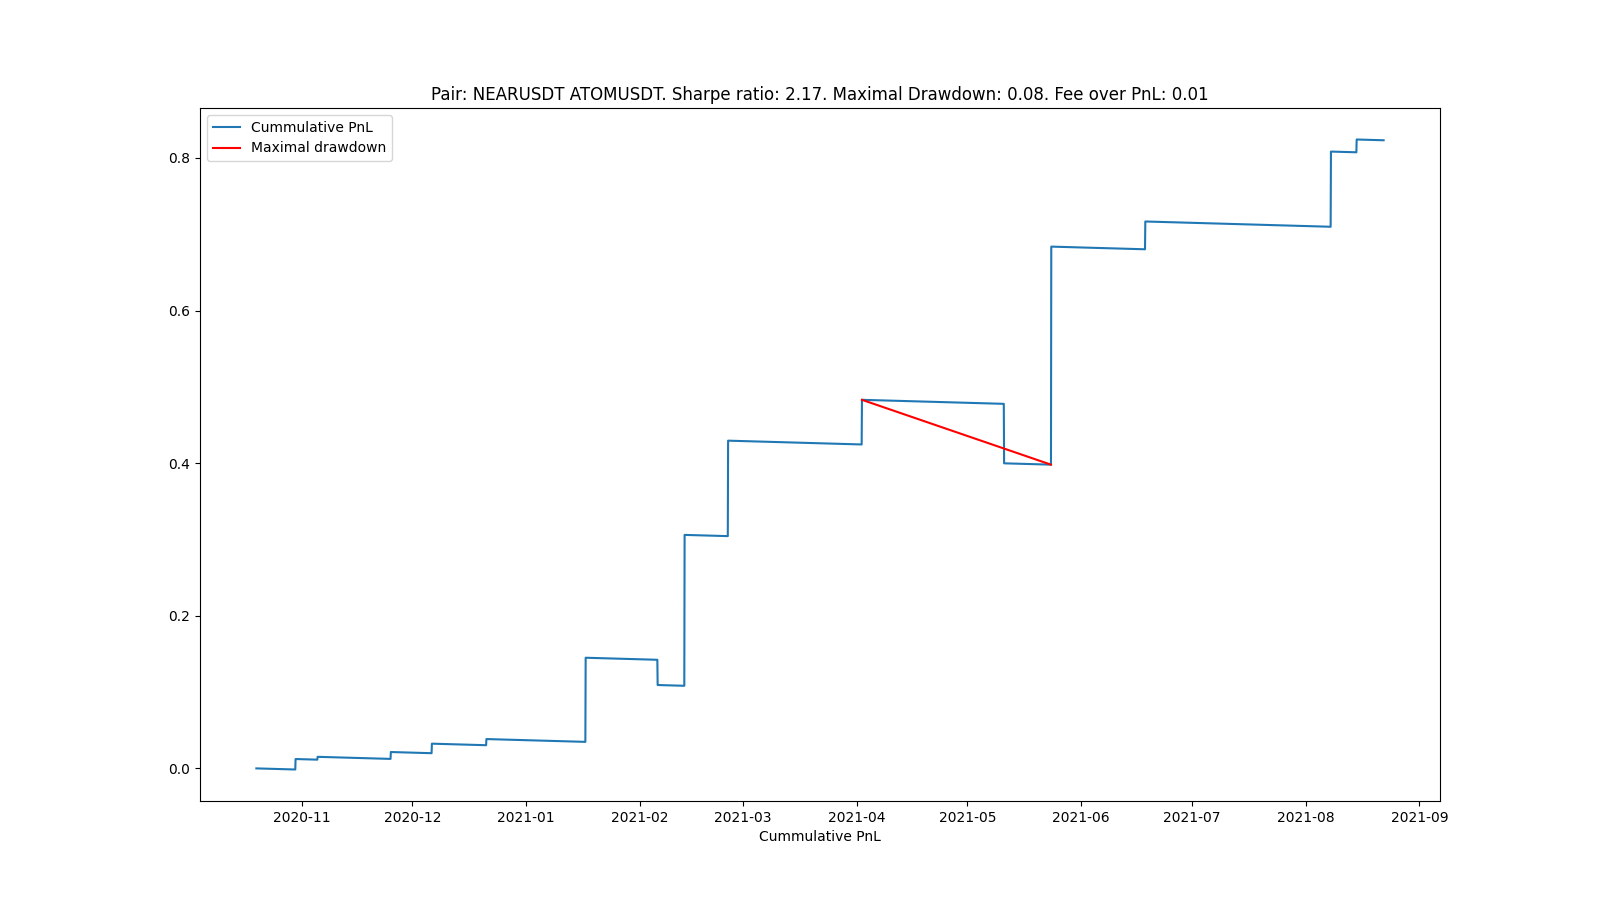 Pair: NEARUSDT ATOMUSDT. Sharpe ratio: 2.17. Maximal Drawdown: 0.08. Fee over PnL: 0.01
Cummulative PnL
Maximal drawdown
0.8
0.6
0.4
0.2
0.0
2020-11 2020-12 2021-01 2021-02 2021-03 2021-04 2021-05 2021-06 2021-07 2021-08 2021-09
Cummulative PnL